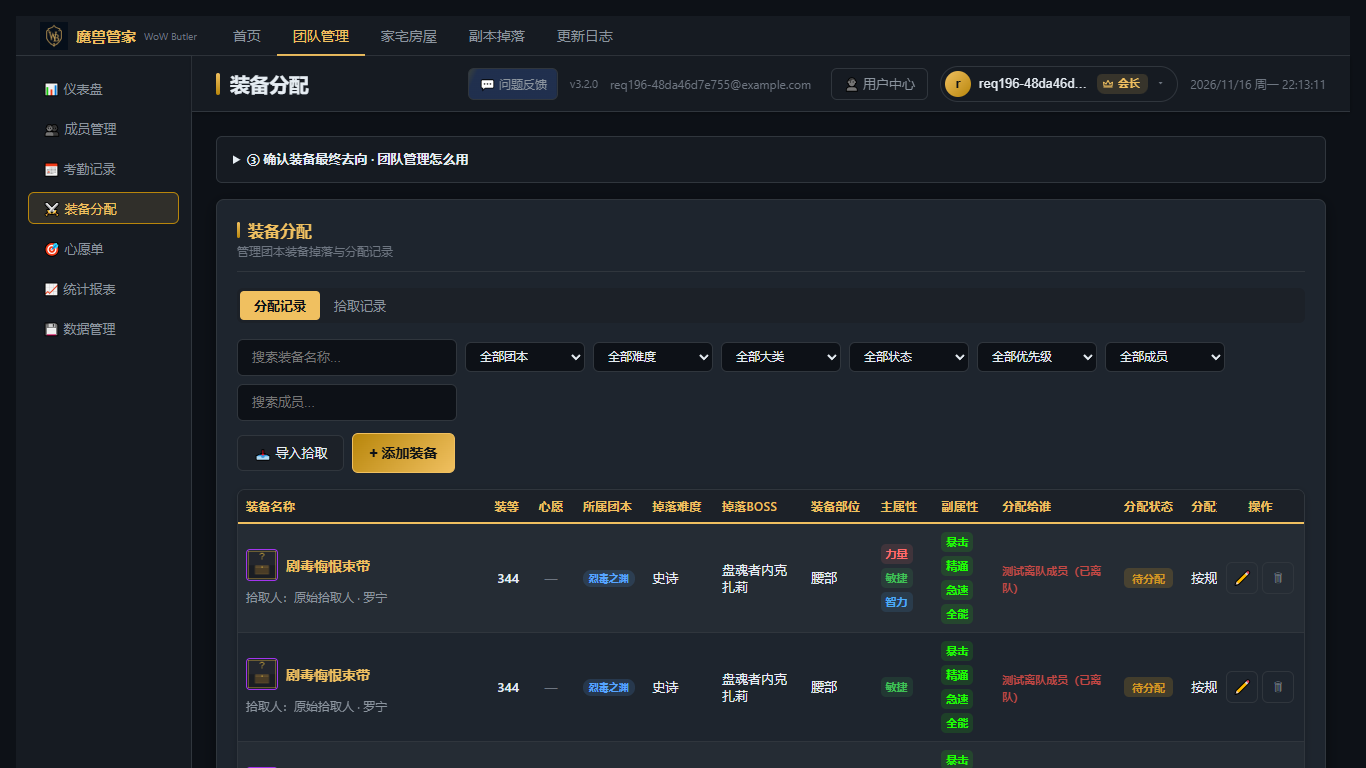 魔兽管家 WoW Butler 首页 团队管理 家宅房屋 副本掉落 更新日志
仪表盘
成员管理
考勤记录
装备分配
心愿单
统计报表
数据管理
装备分配 问题反馈 v3.2.0 req196-48da46d7e755@example.com 用户中心 r req196-48da46d... 会长 2026/11/16 周一 22:13:11
③ 确认装备最终去向 · 团队管理怎么用
装备分配
管理团本装备掉落与分配记录
分配记录 拾取记录
搜索装备名称... 全部团本 全部难度 全部大类 全部状态 全部优先级 全部成员
搜索成员...
导入拾取 + 添加装备
装备名称 装等 心愿 所属团本 掉落难度 掉落BOSS 装备部位 主属性 副属性 分配给谁 分配状态 分配 操作
剧毒悔恨束带 344 — 烈毒之渊 史诗 盘魂者内克扎莉 腰部 力量 敏捷 智力 暴击 精通 急速 全能 测试离队成员（已离队） 待分配 按规
拾取人：原始拾取人 · 罗宁
剧毒悔恨束带 344 — 烈毒之渊 史诗 盘魂者内克扎莉 腰部 敏捷 暴击 精通 急速 全能 测试离队成员（已离队） 待分配 按规
拾取人：原始拾取人 · 罗宁
暴击